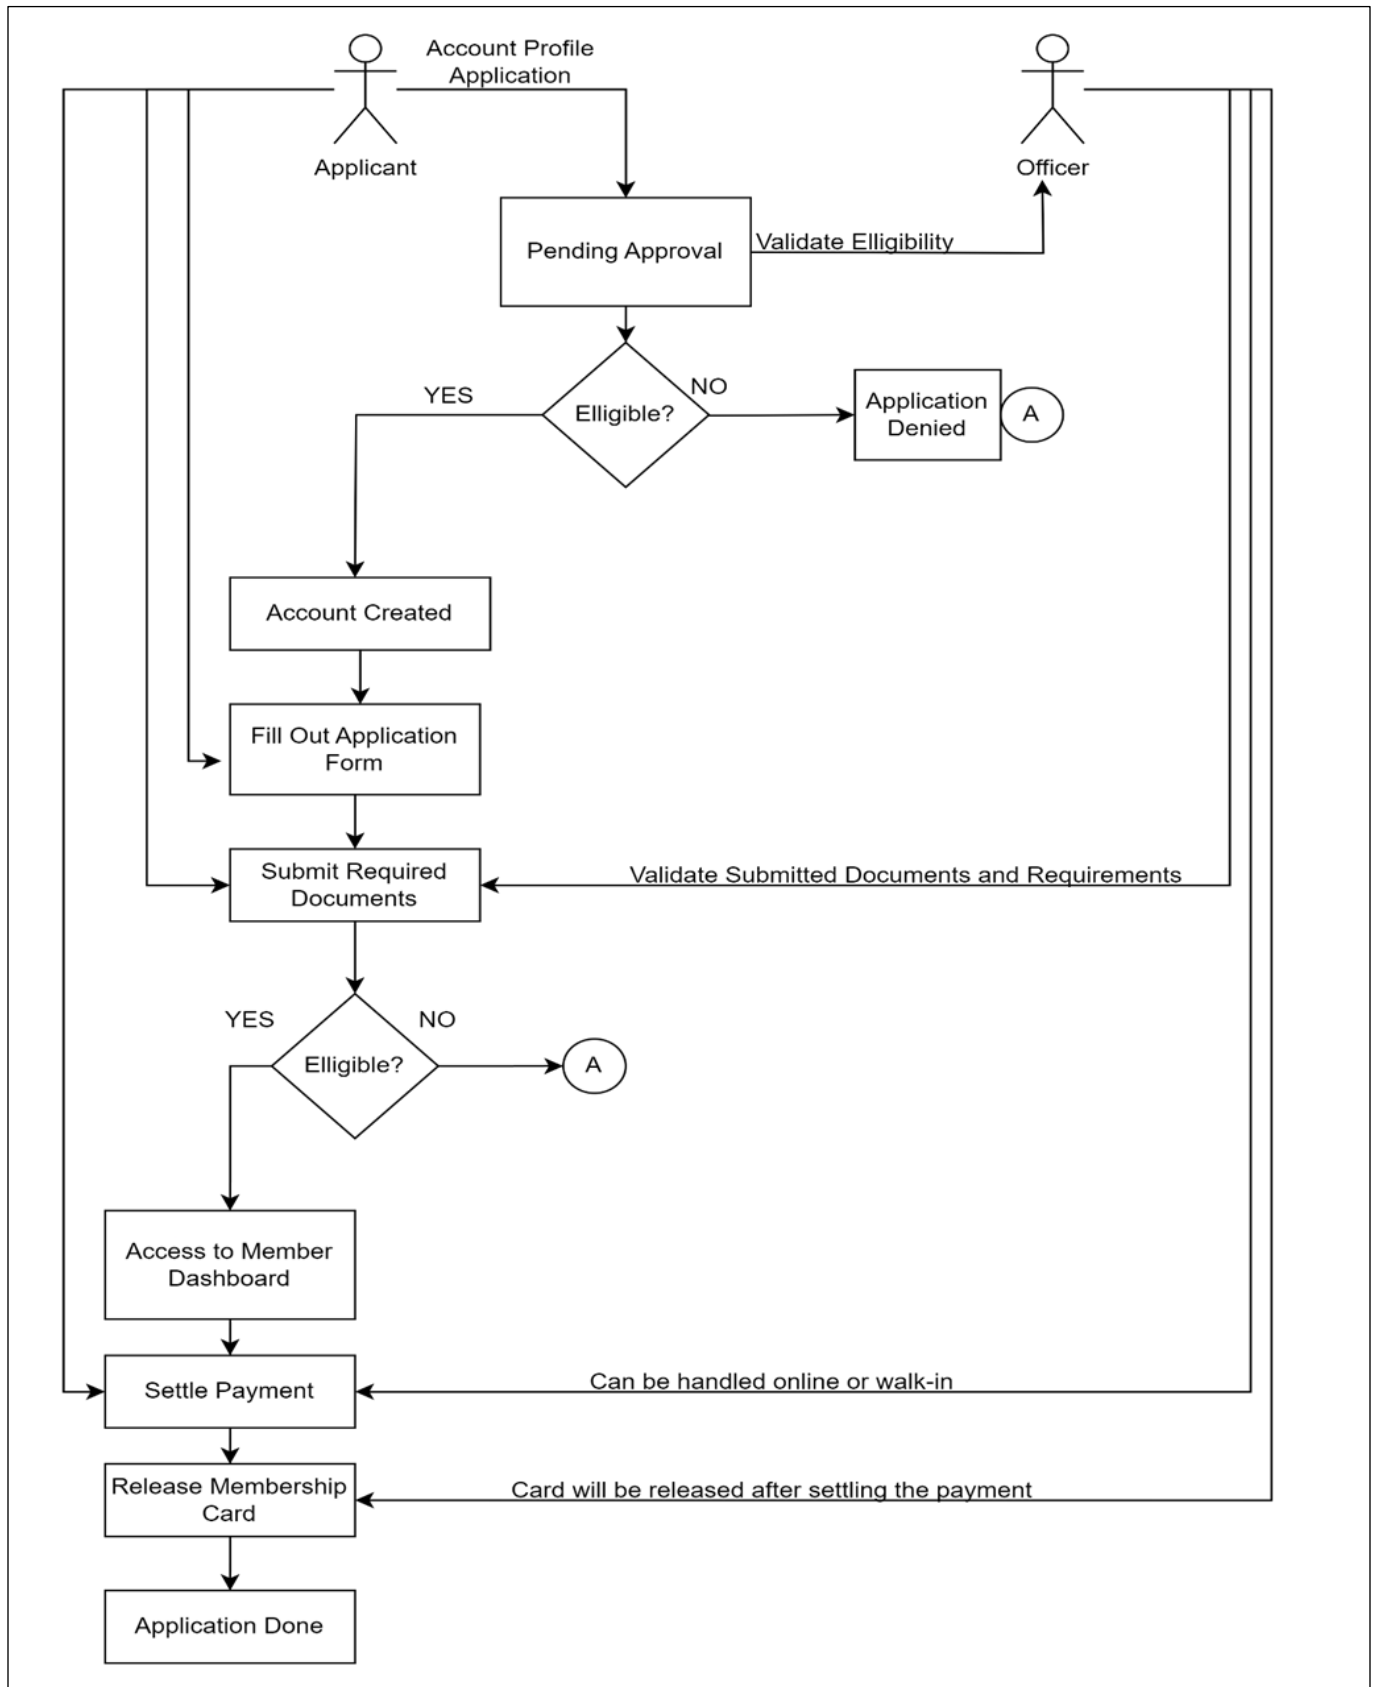 Account Profile
Application
Applicant
Officer
Pending Approval
Validate Elligibility
YES
NO
Elligible?
Application
Denied
A
Account Created
Fill Out Application
Form
Submit Required
Documents
Validate Submitted Documents and Requirements
YES
NO
Elligible?
A
Access to Member
Dashboard
Settle Payment
Can be handled online or walk-in
Release Membership
Card
Card will be released after settling the payment
Application Done